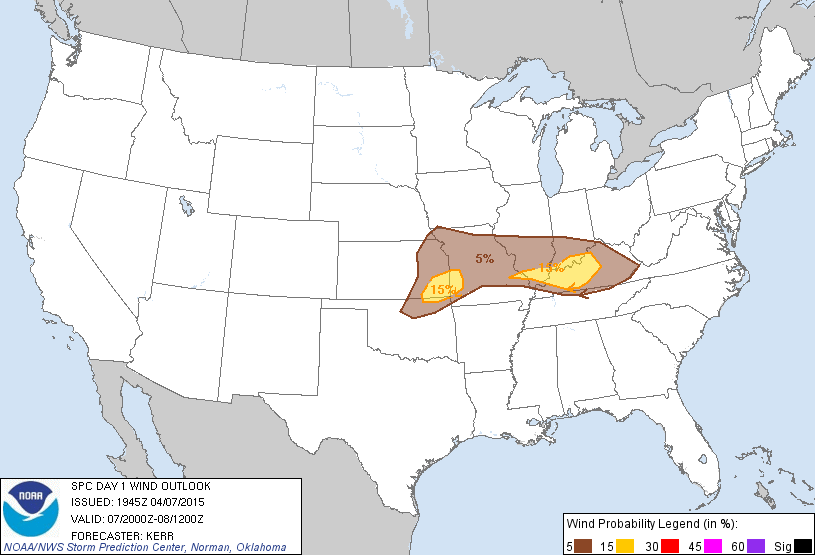 5%
15%
15%
NOAA
SPC DAY 1 WIND OUTLOOK
ISSUED: 1945Z 04/07/2015
VALID: 07/2000Z-08/1200Z
FORECASTER: KERR
NOAA/NWS Storm Prediction Center, Norman, Oklahoma
Wind Probability Legend (in %):
5 15 30 45 60 Sig